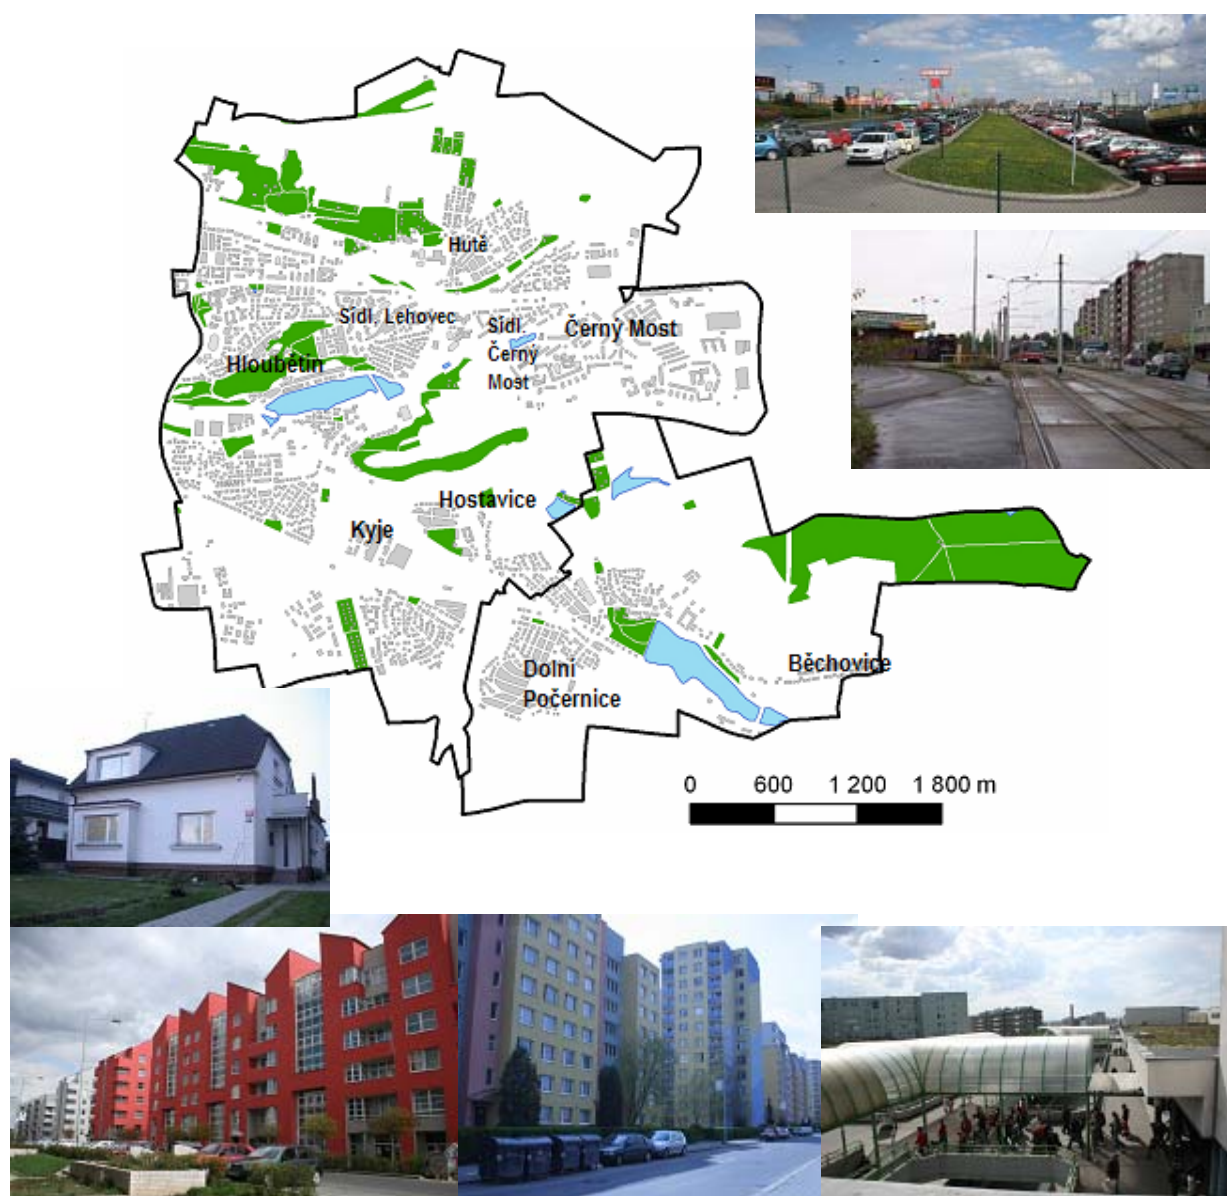 Hutě
Sídl, Lehovec
Sídl,
Černý
Most
Černý Most
Hloubětín
Hostavice
Kyje
Dolní
Počernice
Běchovice
0 600 1 200 1 800 m